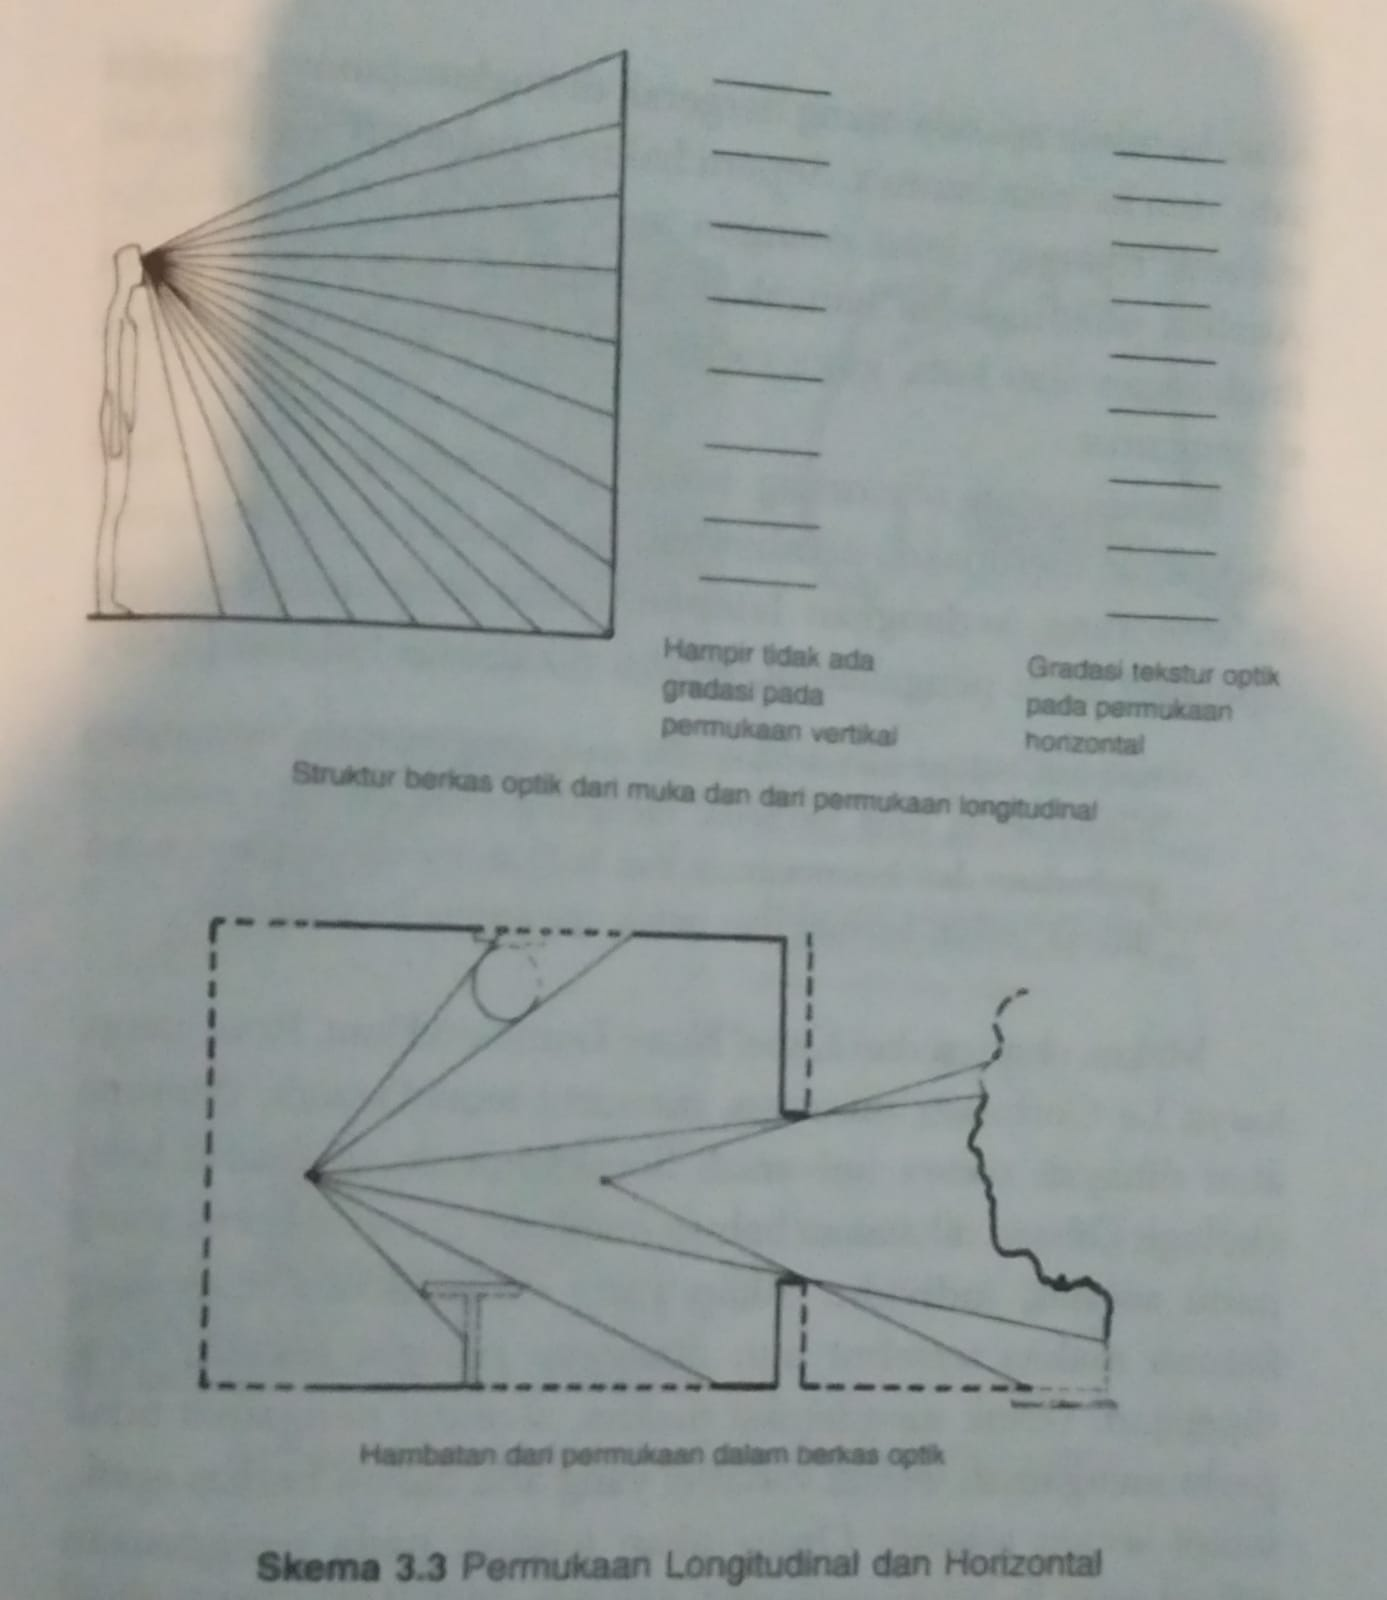 Hampir tidak ada
gradasi pada
permukaan vertikal
Gradasi tekstur optik
pada permukaan
horizontal
Struktur berkas optik dari muka dan dari permukaan longitudinal
Hambatan dari permukaan dalam berkas optik
Skema 3.3 Permukaan Longitudinal dan Horizontal